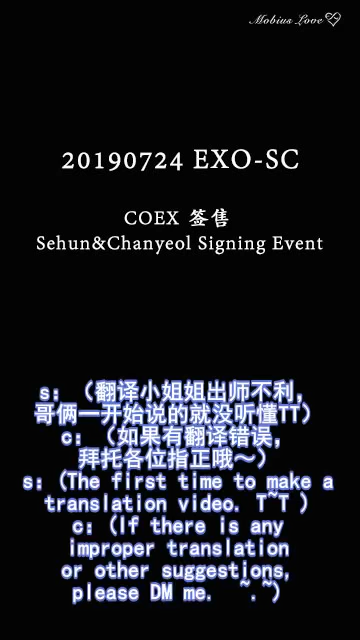 Mobius Love
20190724 EXO-SC
COEX 签售
Sehun&Chanyeol Signing Event
s: （翻译小姐姐出师不利，
哥俩一开始说的就没听懂TT）
c: （如果有翻译错误，
拜托各位指正哦～）
s: (The first time to make a
translation video. T~T )
c: (If there is any
improper translation
or other suggestions,
please DM me. ~.~)